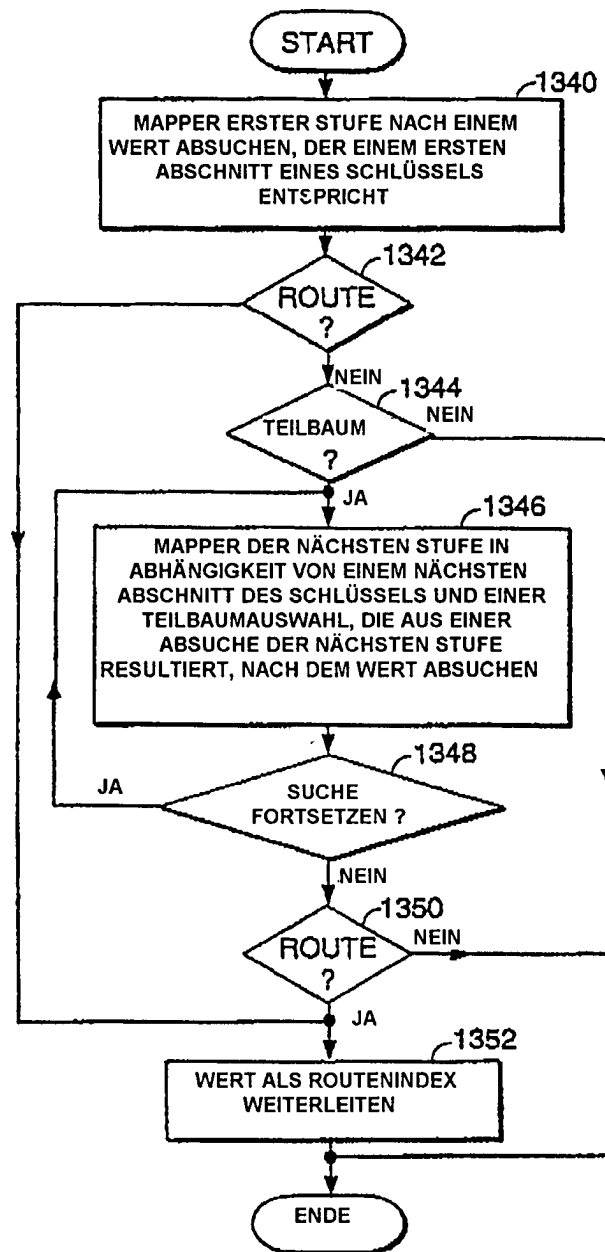 START
1340
MAPPER ERSTER STUFE NACH EINEM
WERT ABSUCHEN, DER EINEM ERSTEN
ABSCHNITT EINES SCHLÜSSELS
ENTSPRICHT
1342
ROUTE
?
NEIN
1344
TEILBAUM
?
NEIN
JA
1346
MAPPER DER NÄCHSTEN STUFE IN
ABHÄNGIGKEIT VON EINEM NÄCHSTEN
ABSCHNITT DES SCHLÜSSELS UND EINER
TEILBAUMAUSWAHL, DIE AUS EINER
ABSUCHE DER NÄCHSTEN STUFE
RESULTIERT, NACH DEM WERT ABSUCHEN
1348
JA
SUCHE
FORTSETZEN ?
NEIN
1350
ROUTE
?
NEIN
JA
1352
WERT ALS ROUTENINDEX
WEITERLEITEN
ENDE